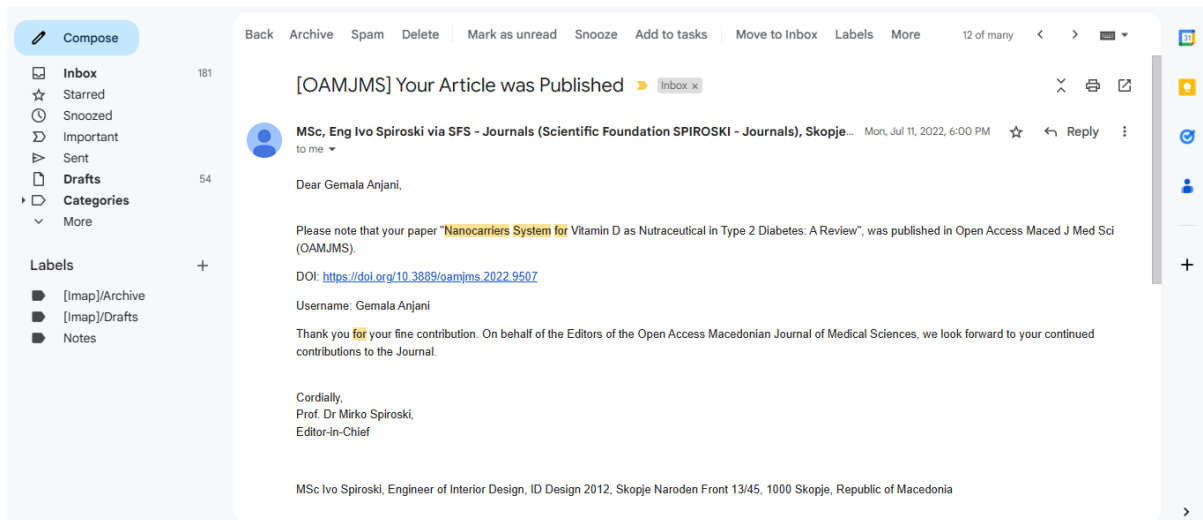 Compose
Back Archive Spam Delete Mark as unread Snooze Add to tasks Move to Inbox Labels More 12 of many
Inbox 181
Starred
Snoozed
Important
Sent
Drafts 54
Categories
More
Labels
[Imap]/Archive
[Imap]/Drafts
Notes
[OAMJMS] Your Article was Published Inbox ×
MSc, Eng Ivo Spiroski via SFS - Journals (Scientific Foundation SPIROSKI - Journals), Skopje... Mon, Jul 11, 2022, 6:00 PM Reply
to me
Dear Gemala Anjani,
Please note that your paper "Nanocarriers System for Vitamin D as Nutraceutical in Type 2 Diabetes: A Review", was published in Open Access Maced J Med Sci
(OAMJMS).
DOI: https://doi.org/10.3889/oamjms.2022.9507
Username: Gemala Anjani
Thank you for your fine contribution. On behalf of the Editors of the Open Access Macedonian Journal of Medical Sciences, we look forward to your continued
contributions to the Journal.
Cordially,
Prof. Dr Mirko Spiroski,
Editor-in-Chief
MSc Ivo Spiroski, Engineer of Interior Design, ID Design 2012, Skopje Naroden Front 13/45, 1000 Skopje, Republic of Macedonia
31